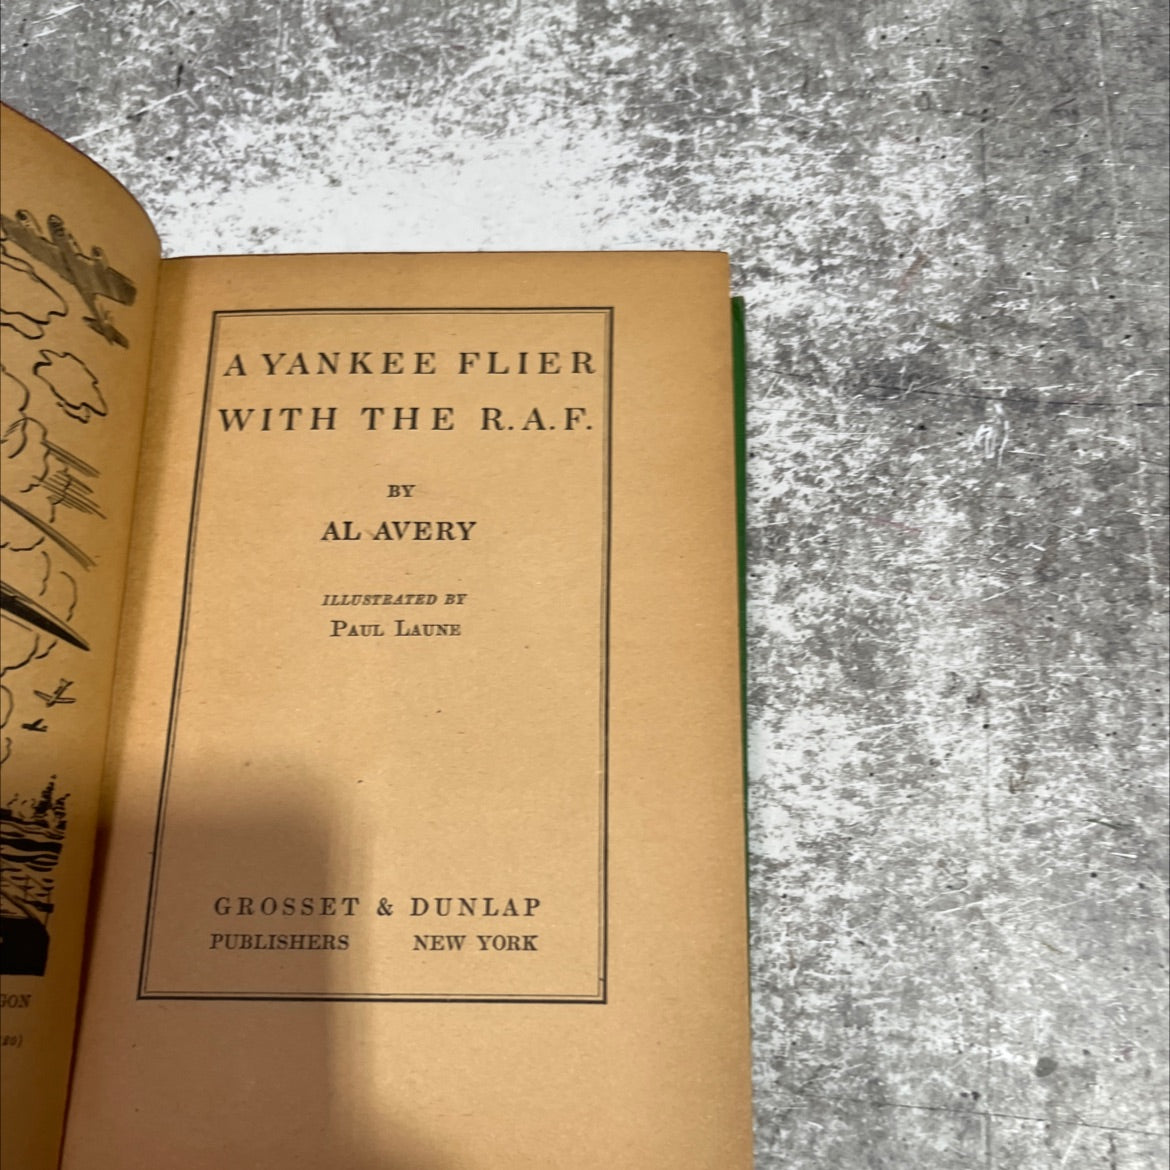 A YANKEE FLIER
WITH THE R.A.F.
BY
AL AVERY
ILLUSTRATED BY
PAUL LAUNE
GROSSET & DUNLAP
PUBLISHERS NEW YORK